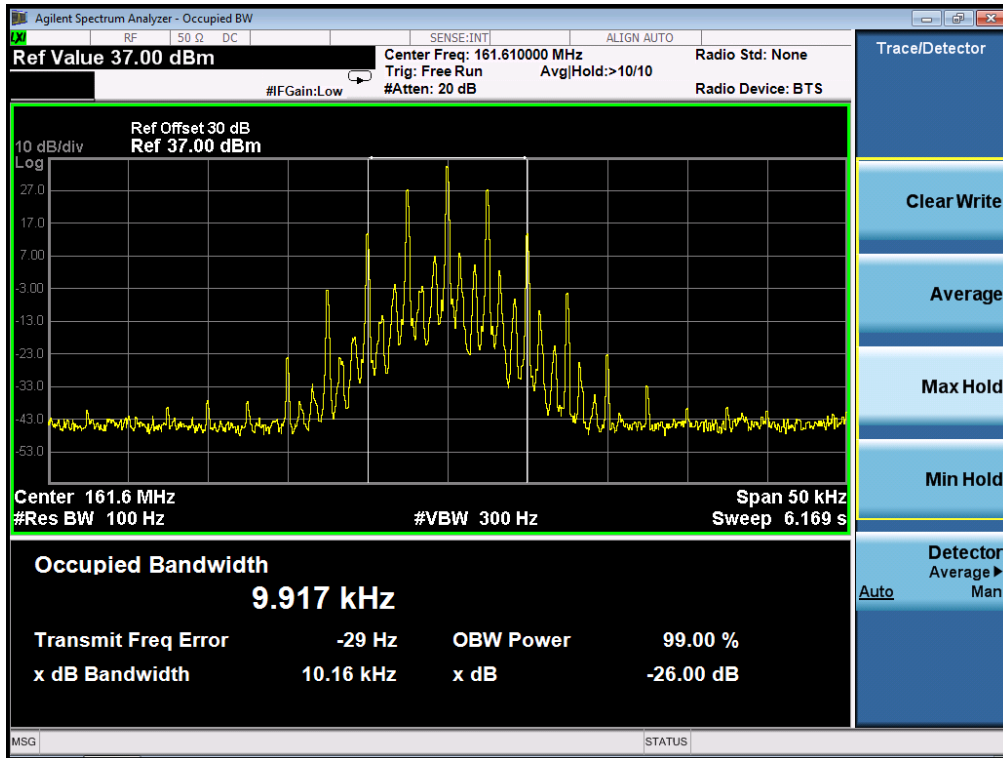 Agilent Spectrum Analyzer - Occupied BW
LXI RF 50 Ω DC SENSE:INT ALIGN AUTO
Ref Value 37.00 dBm
Center Freq: 161.610000 MHz
Radio Std: None
Trig: Free Run Avg|Hold:>10/10
#IFGain:Low
#Atten: 20 dB
Radio Device: BTS
Ref Offset 30 dB
10 dB/div Ref 37.00 dBm
Log
27.0
17.0
7.00
-3.00
-13.0
-23.0
-33.0
-43.0
-53.0
Center 161.6 MHz
Span 50 kHz
#Res BW 100 Hz
#VBW 300 Hz
Sweep 6.169 s
Occupied Bandwidth
9.917 kHz
Transmit Freq Error -29 Hz OBW Power 99.00 %
x dB Bandwidth 10.16 kHz x dB -26.00 dB
MSG
STATUS
Trace/Detector
Clear Write
Average
Max Hold
Min Hold
Detector
Average
Auto Man